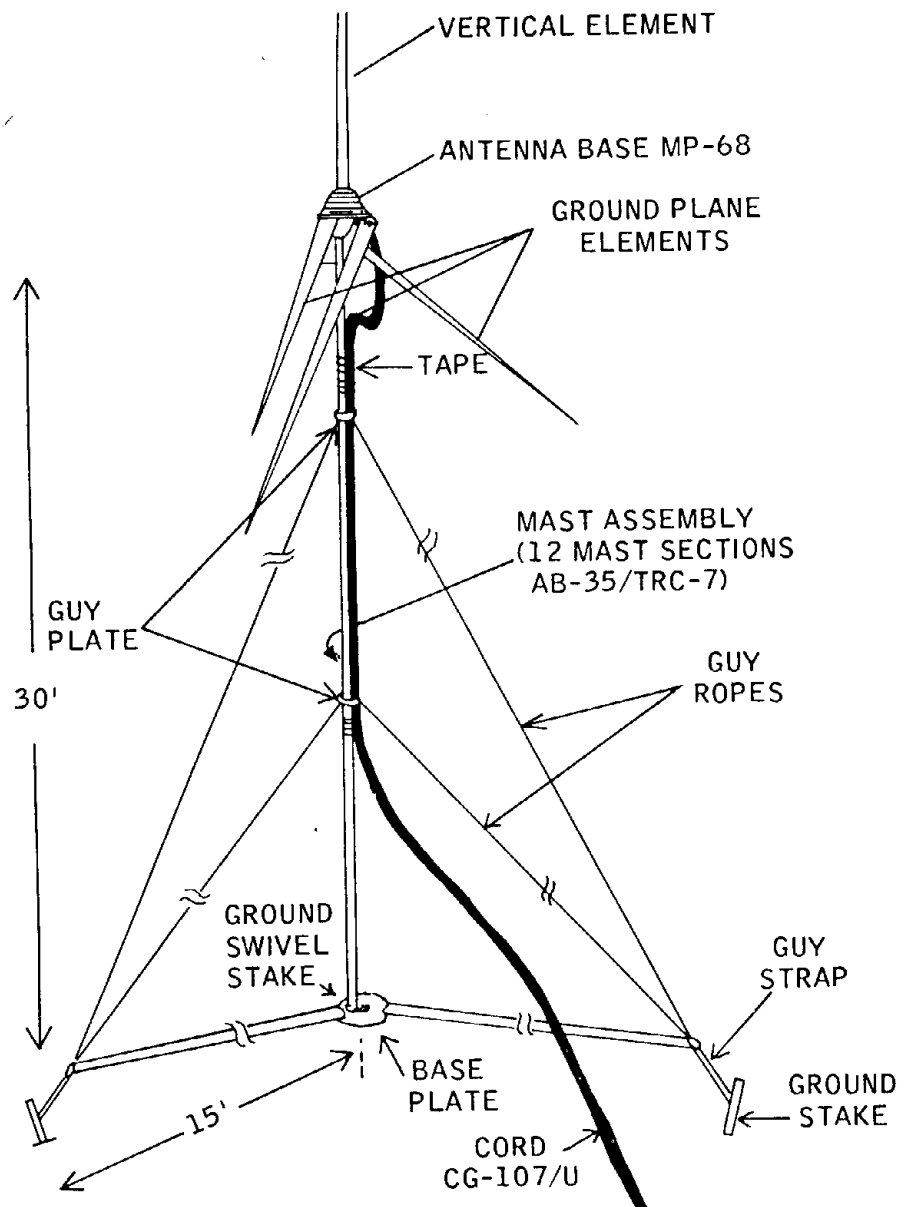 VERTICAL ELEMENT
ANTENNA BASE MP-68
GROUND PLANE
ELEMENTS
TAPE
MAST ASSEMBLY
(12 MAST SECTIONS
AB-35/TRC-7)
GUY
PLATE
GUY
ROPES
30'
GROUND
SWIVEL
STAKE
GUY
STRAP
BASE
PLATE
GROUND
STAKE
15'
CORD
CG-107/U